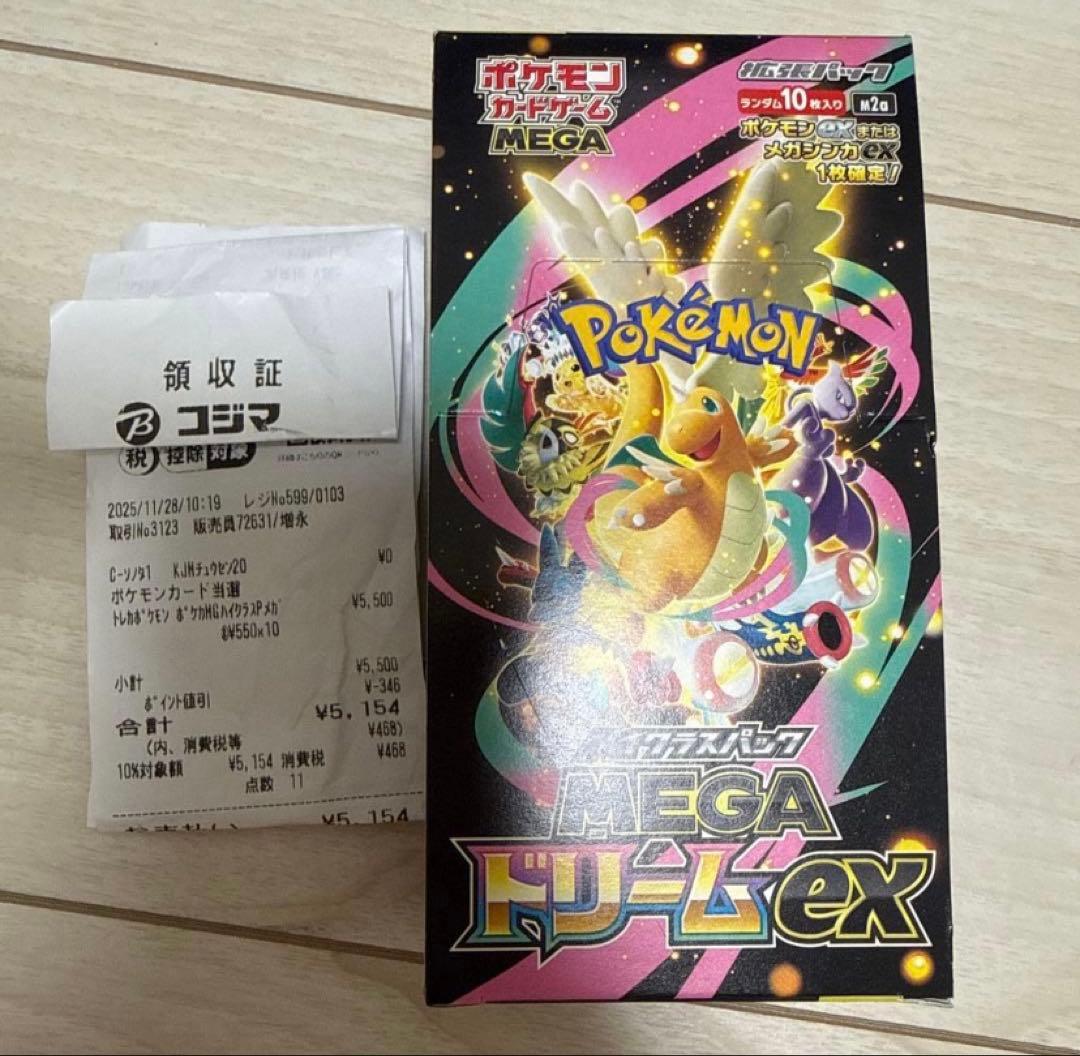 領収証
B コジマ
税 控除 対象
2025/11/28/10:19 レジNo599/0103
取引No3123 販売員72631/増永
C-ソノタ1 KJMチュウセン20 ¥0
ポケモンカード当選
トレカポケモン ポケカMGハイクラスPメガ ¥5,500
@¥550×10
小計 ¥5,500
ポイント値引 ¥-346
合計 ¥5,154
(内、消費税等 ¥468)
10%対象額 ¥5,154 消費税 ¥468
点数 11
¥5,154
ポケモン
カードゲーム
MEGA
拡張パック
ランダム10枚入り M2a
ポケモンexまたは
メガシンカex
1枚確定!
POKéMON
ハイクラスパック
MEGA
ドリームex